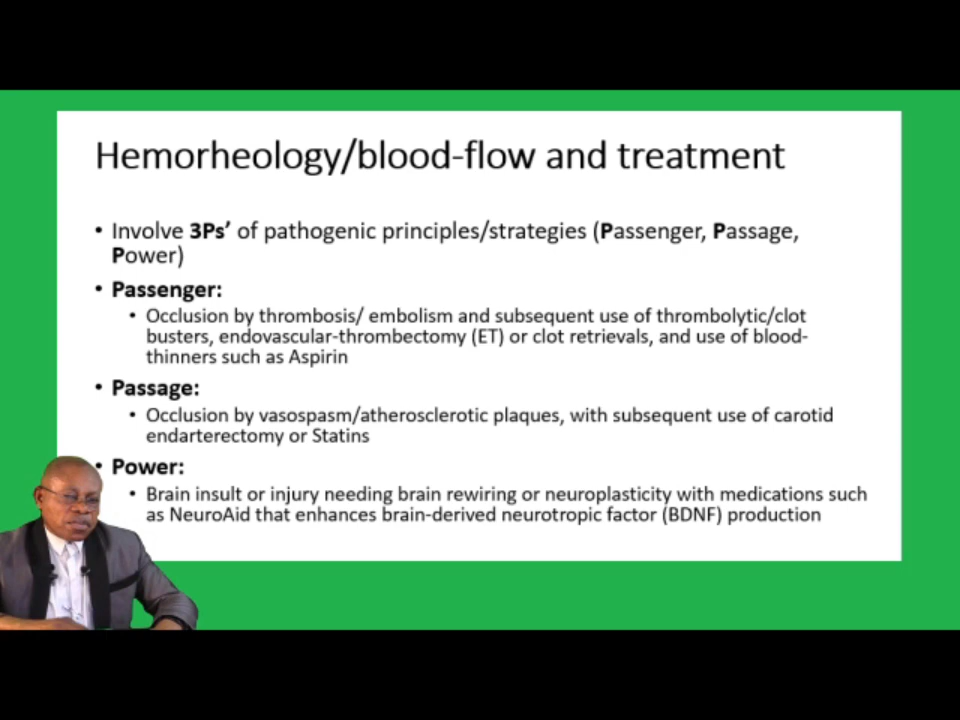 Hemorheology/blood-flow and treatment
• Involve 3Ps’ of pathogenic principles/strategies (Passenger, Passage,
Power)
• Passenger:
• Occlusion by thrombosis/ embolism and subsequent use of thrombolytic/clot
busters, endovascular-thrombectomy (ET) or clot retrievals, and use of blood-
thinners such as Aspirin
• Passage:
• Occlusion by vasospasm/atherosclerotic plaques, with subsequent use of carotid
endarterectomy or Statins
• Power:
• Brain insult or injury needing brain rewiring or neuroplasticity with medications such
as NeuroAid that enhances brain-derived neurotropic factor (BDNF) production